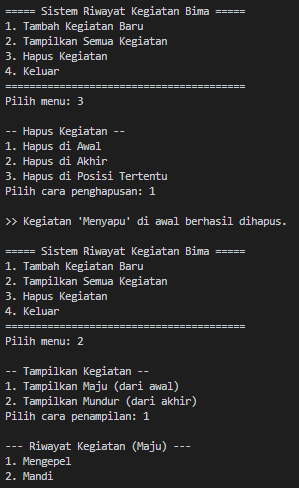 ===== Sistem Riwayat Kegiatan Bima =====
1. Tambah Kegiatan Baru
2. Tampilkan Semua Kegiatan
3. Hapus Kegiatan
4. Keluar
========================================
Pilih menu: 3
-- Hapus Kegiatan --
1. Hapus di Awal
2. Hapus di Akhir
3. Hapus di Posisi Tertentu
Pilih cara penghapusan: 1
>> Kegiatan 'Menyapu' di awal berhasil dihapus.
===== Sistem Riwayat Kegiatan Bima =====
1. Tambah Kegiatan Baru
2. Tampilkan Semua Kegiatan
3. Hapus Kegiatan
4. Keluar
========================================
Pilih menu: 2
-- Tampilkan Kegiatan --
1. Tampilkan Maju (dari awal)
2. Tampilkan Mundur (dari akhir)
Pilih cara penampilan: 1
--- Riwayat Kegiatan (Maju) ---
1. Mengepel
2. Mandi